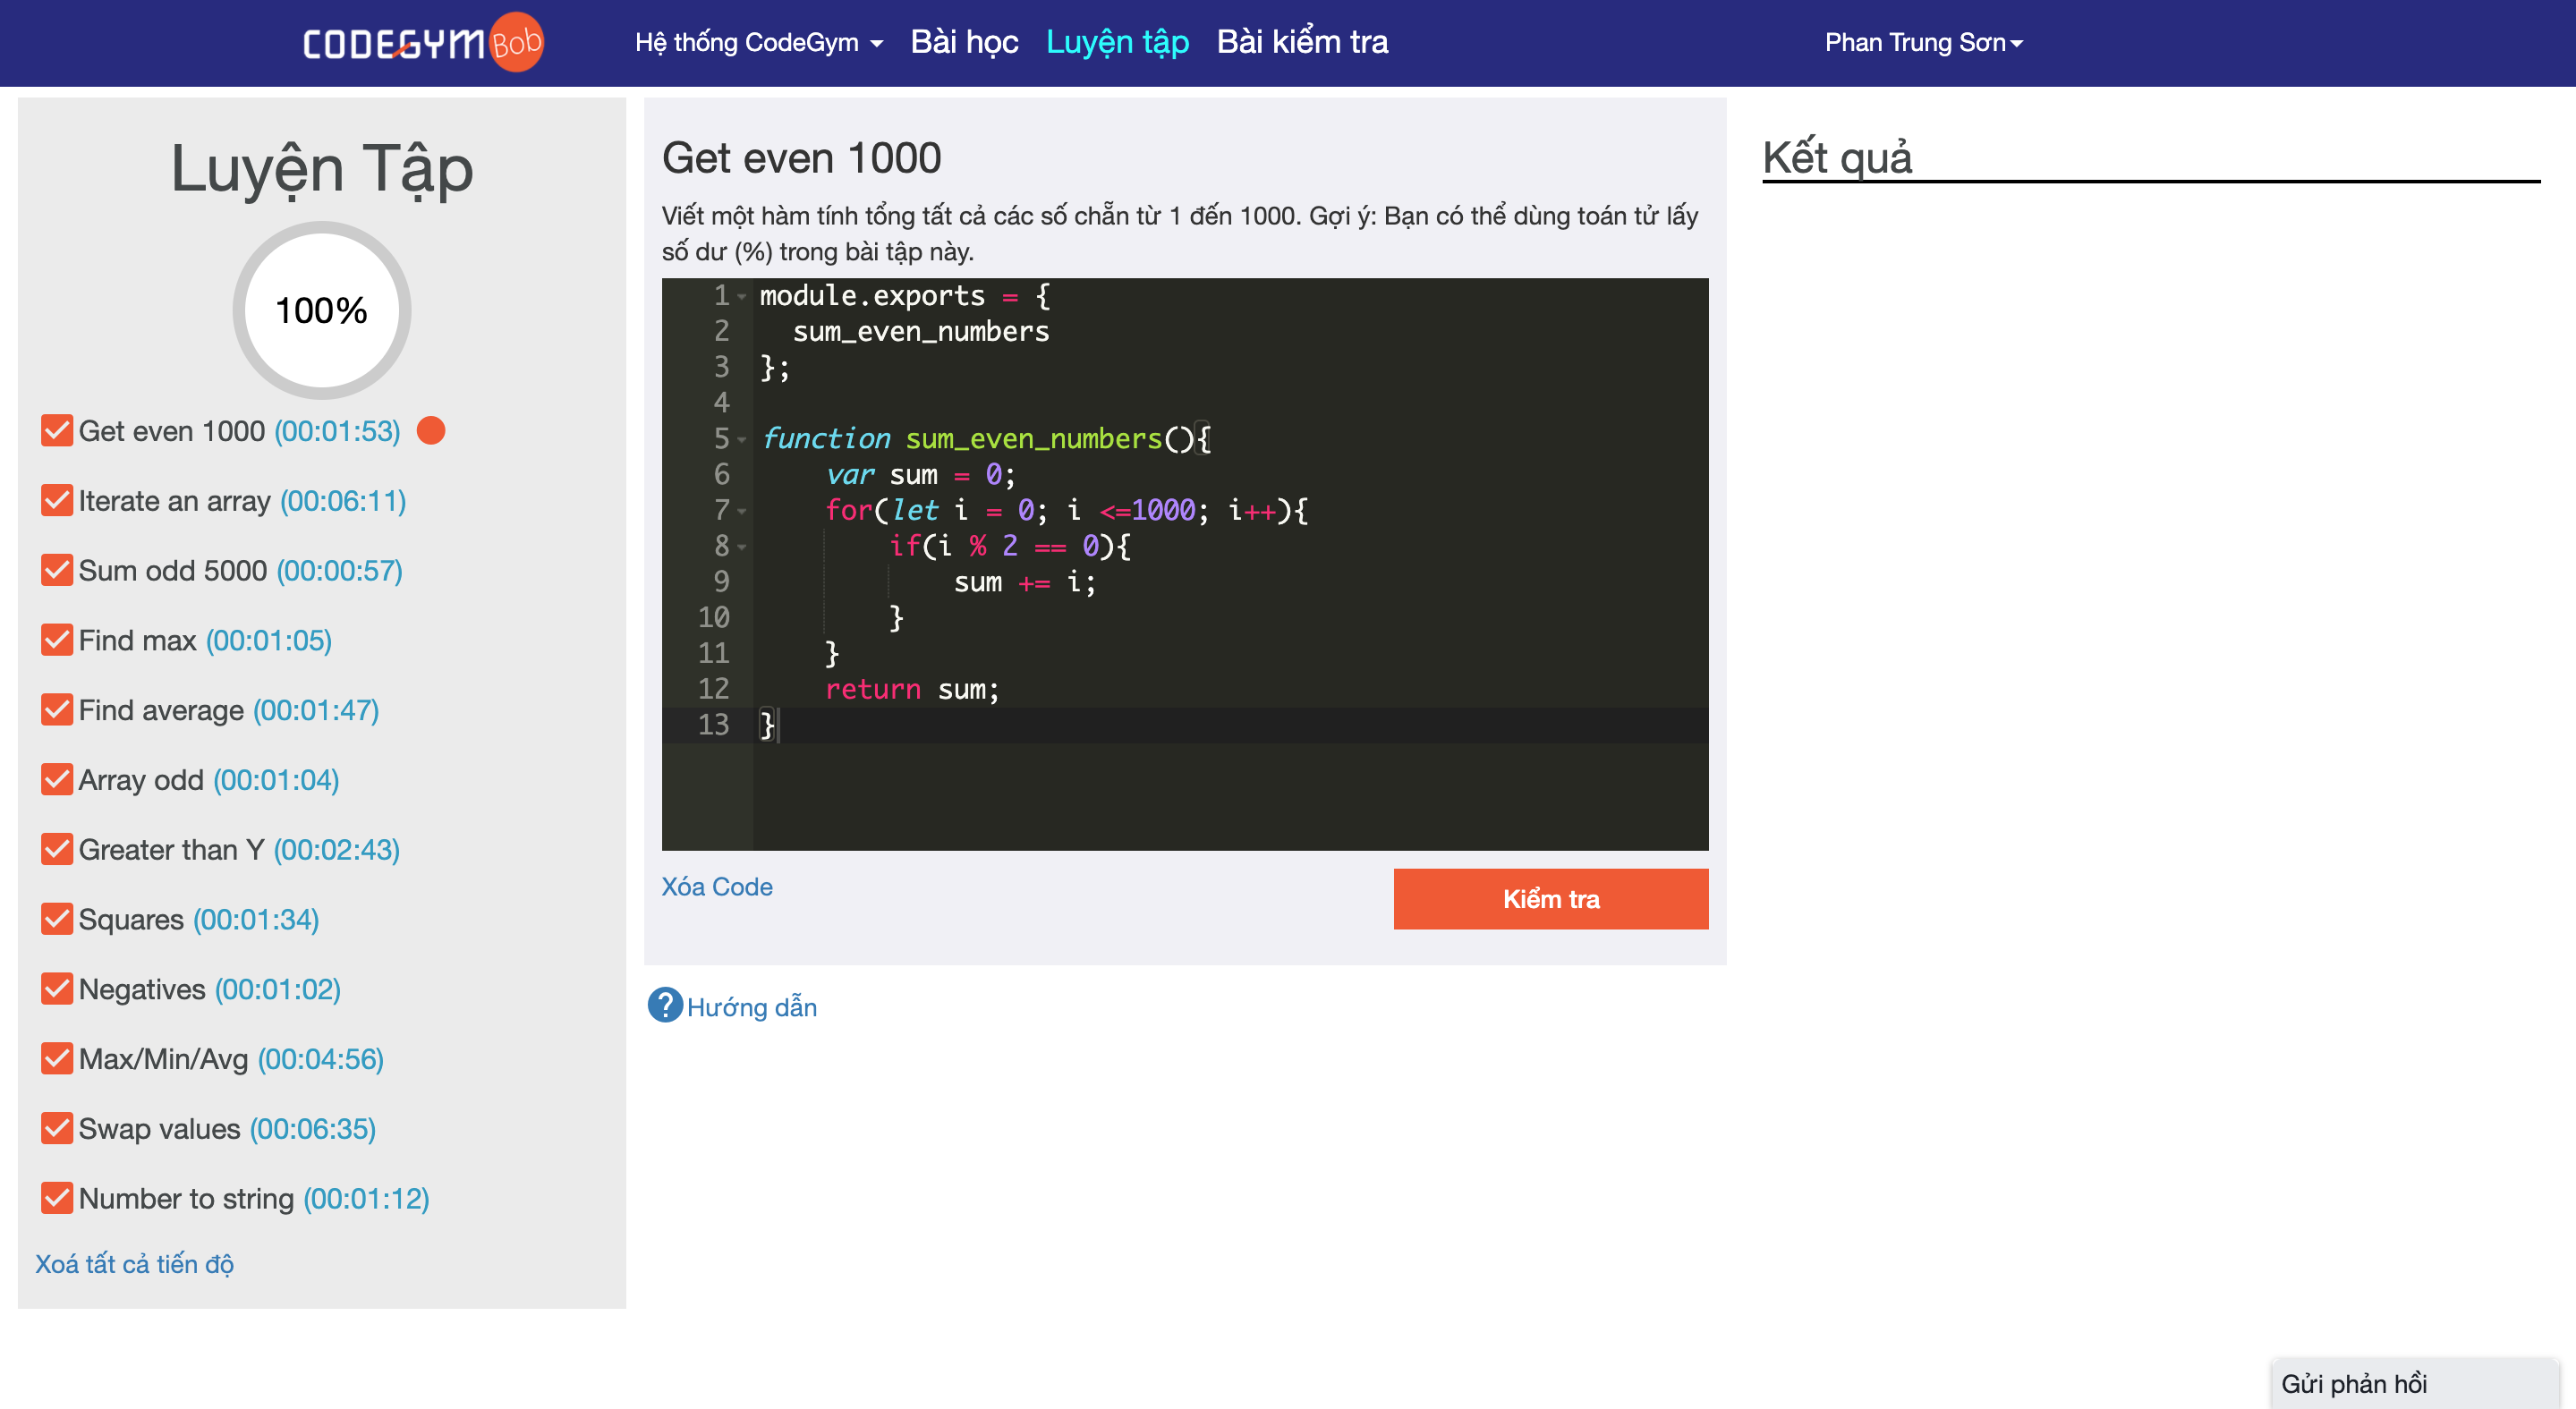 CODEGYM Bob
Hệ thống CodeGym
Bài học
Luyện tập
Bài kiểm tra
Phan Trung Sơn
Luyện Tập
100%
Get even 1000 (00:01:53)
Iterate an array (00:06:11)
Sum odd 5000 (00:00:57)
Find max (00:01:05)
Find average (00:01:47)
Array odd (00:01:04)
Greater than Y (00:02:43)
Squares (00:01:34)
Negatives (00:01:02)
Max/Min/Avg (00:04:56)
Swap values (00:06:35)
Number to string (00:01:12)
Xoá tất cả tiến độ
Get even 1000
Viết một hàm tính tổng tất cả các số chẵn từ 1 đến 1000. Gợi ý: Bạn có thể dùng toán tử lấy
số dư (%) trong bài tập này.
1 module.exports = {
2   sum_even_numbers
3 };
4
5 function sum_even_numbers(){
6     var sum = 0;
7     for(let i = 0; i <=1000; i++){
8         if(i % 2 == 0){
9             sum += i;
10         }
11     }
12     return sum;
13 }
Xóa Code
Kiểm tra
? Hướng dẫn
Kết quả
Gửi phản hồi